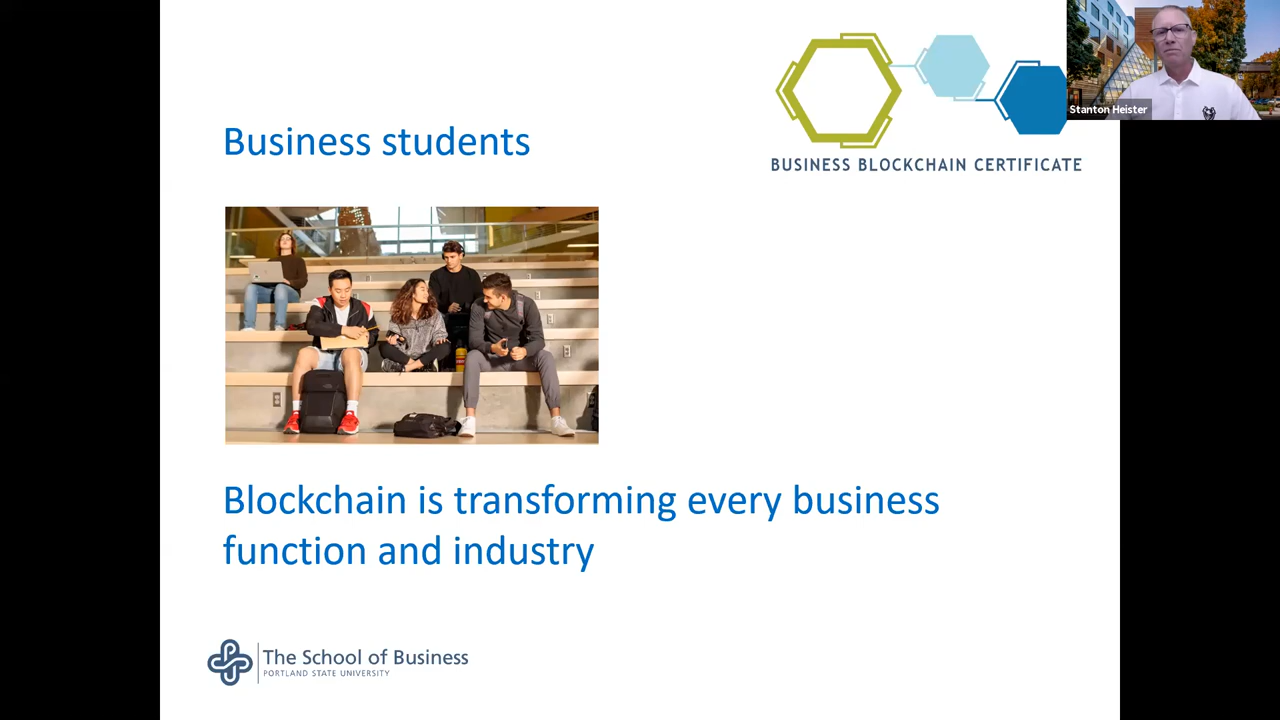 Business students
BUSINESS BLOCKCHAIN CERTIFICATE
Stanton Heister
Blockchain is transforming every business
function and industry
The School of Business
PORTLAND STATE UNIVERSITY